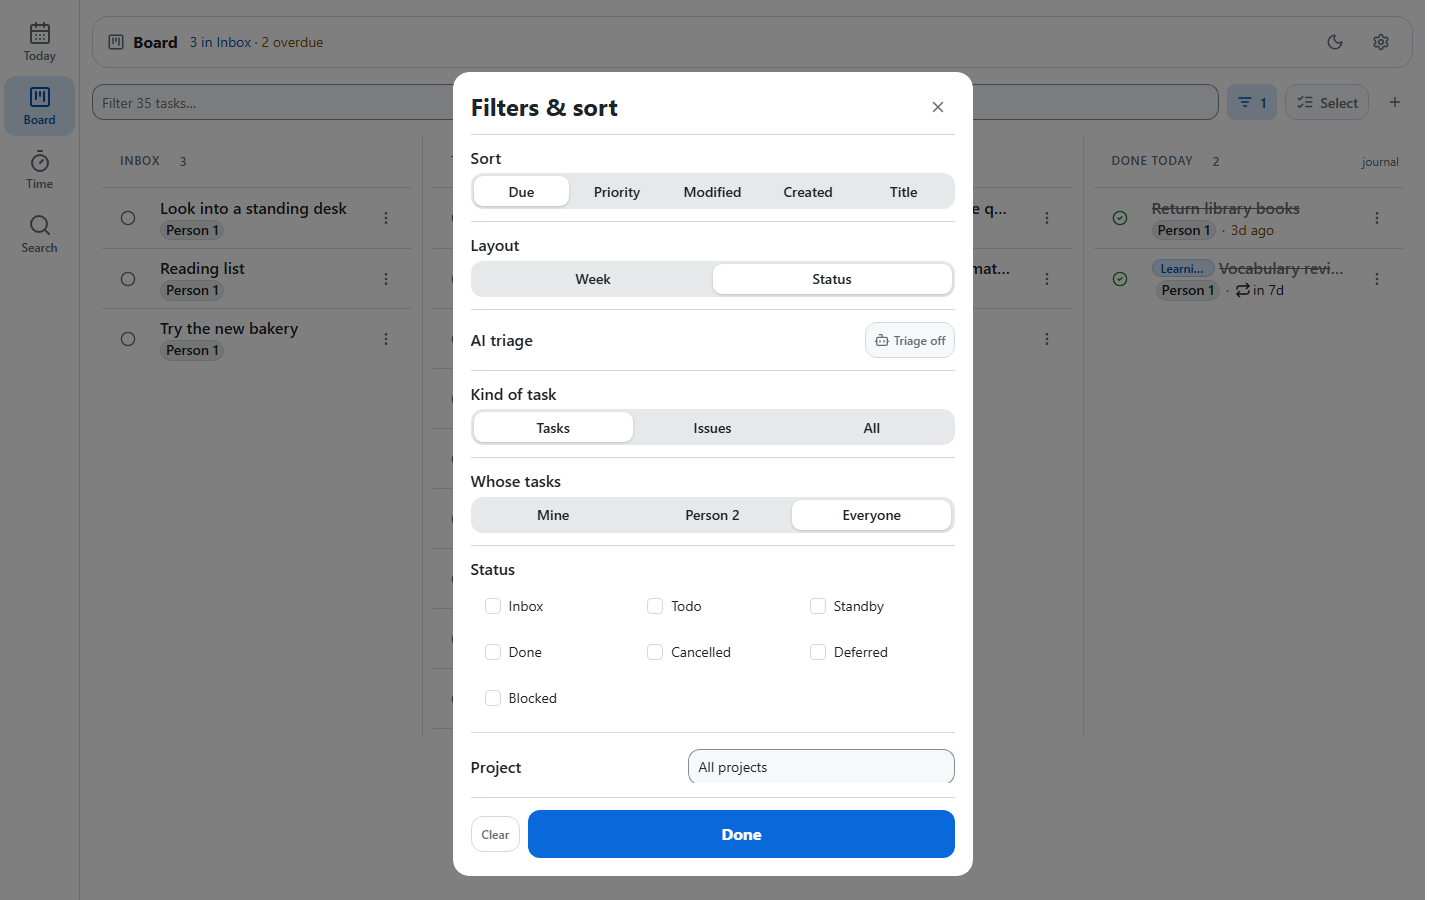 Today
Board
Time
Search
Board 3 in Inbox · 2 overdue
Filter 35 tasks...
1
Select
INBOX 3
Look into a standing desk
Person 1
Reading list
Person 1
Try the new bakery
Person 1
Filters & sort
Sort
Due Priority Modified Created Title
Layout
Week Status
AI triage
Triage off
Kind of task
Tasks Issues All
Whose tasks
Mine Person 2 Everyone
Status
Inbox Todo Standby
Done Cancelled Deferred
Blocked
Project All projects
Clear Done
e q...
mat...
DONE TODAY 2 journal
Return library books
Person 1 · 3d ago
Learni... Vocabulary revi...
Person 1 · in 7d